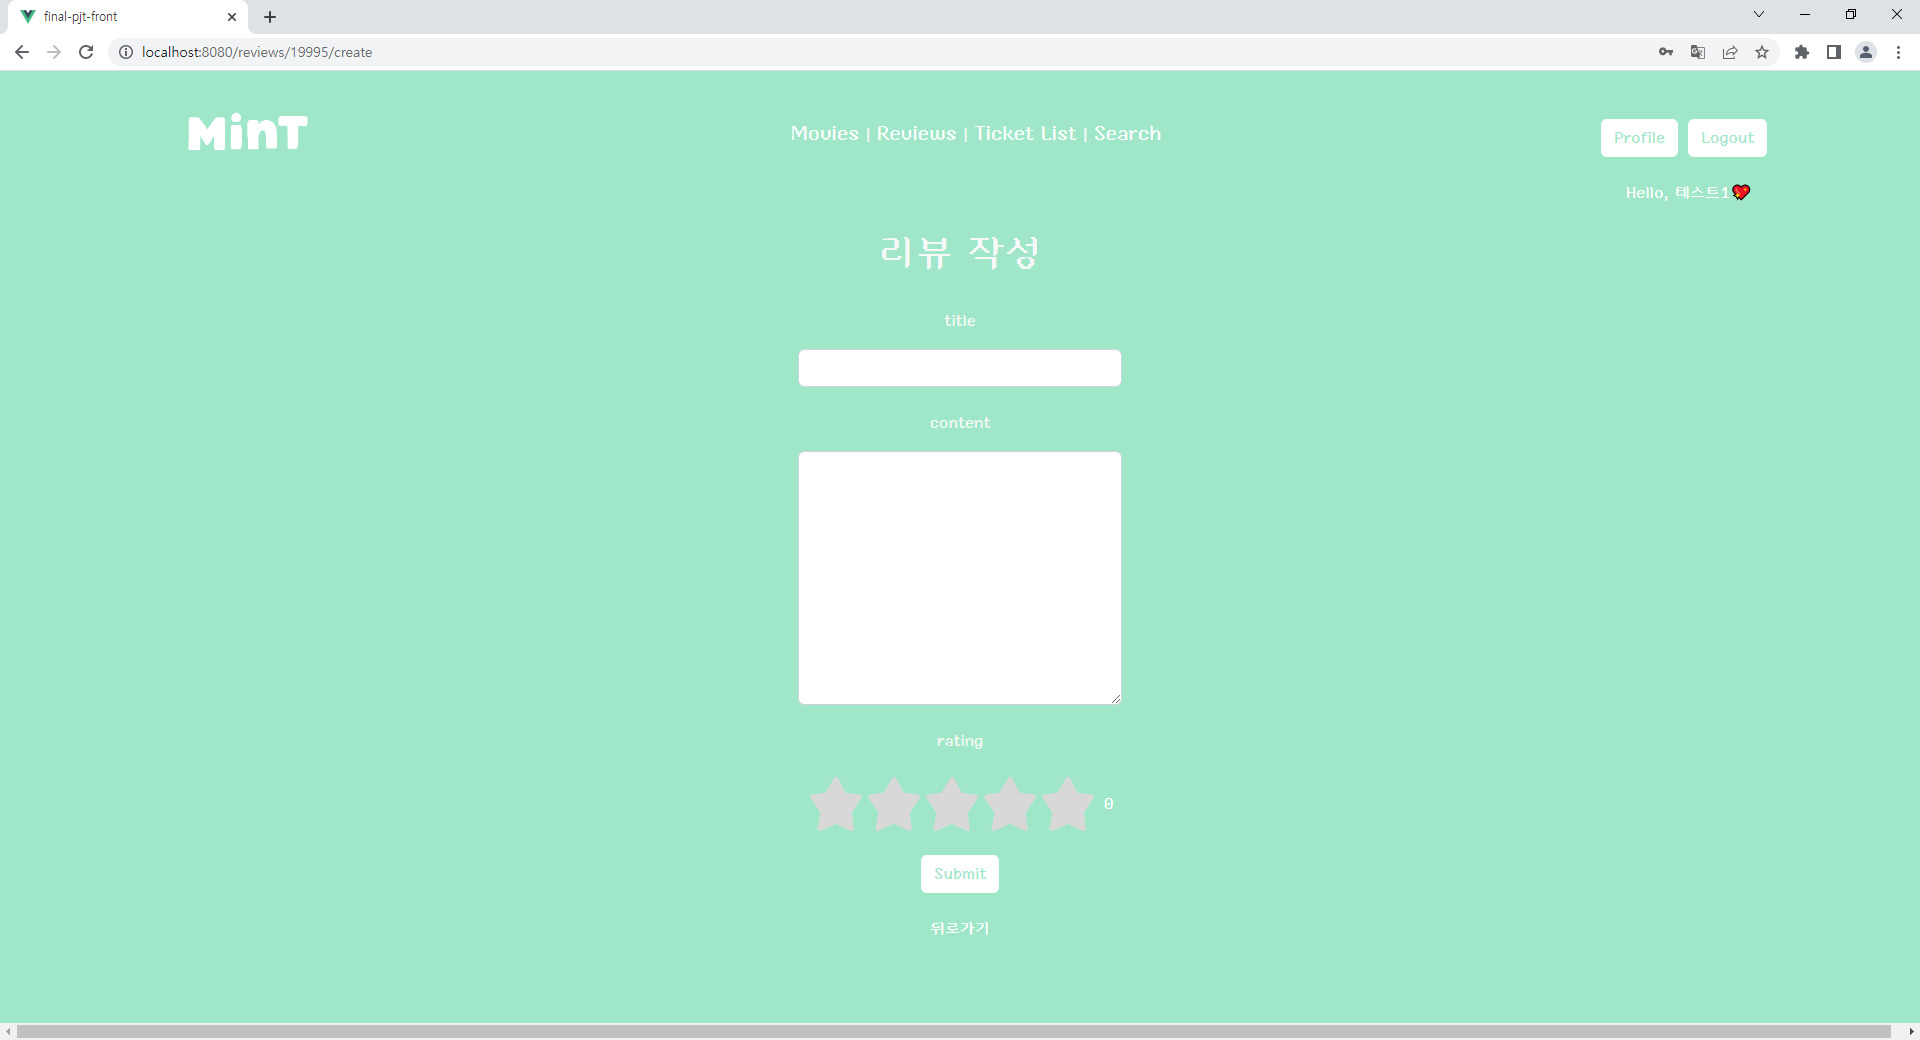 final-pjt-front
localhost:8080/reviews/19995/create
MinT
Movies | Reviews | Ticket List | Search
Profile
Logout
Hello, 테스트1
리뷰 작성
title
content
rating
0
Submit
뒤로가기